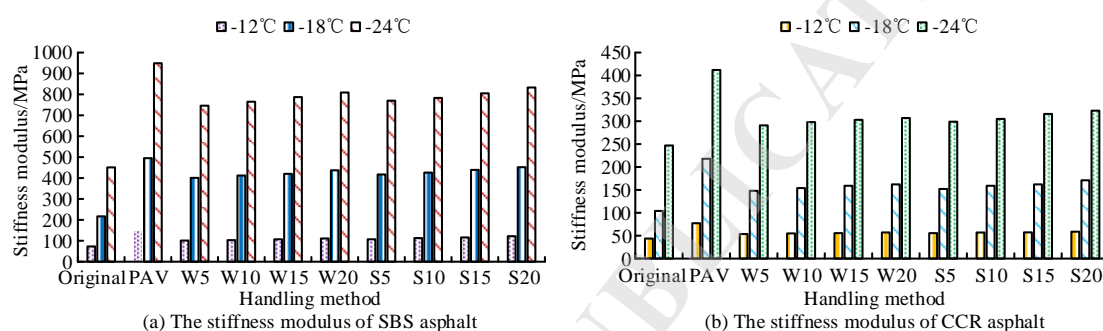 -12℃ -18℃ -24℃
Stiffness modulus/MPa
1000
900
800
700
600
500
400
300
200
100
0
Original PAV W5 W10 W15 W20 S5 S10 S15 S20
Handling method
(a) The stiffness modulus of SBS asphalt
-12℃ -18℃ -24℃
Stiffness modulus/MPa
450
400
350
300
250
200
150
100
50
0
Original PAV W5 W10 W15 W20 S5 S10 S15 S20
Handling method
(b) The stiffness modulus of CCR asphalt